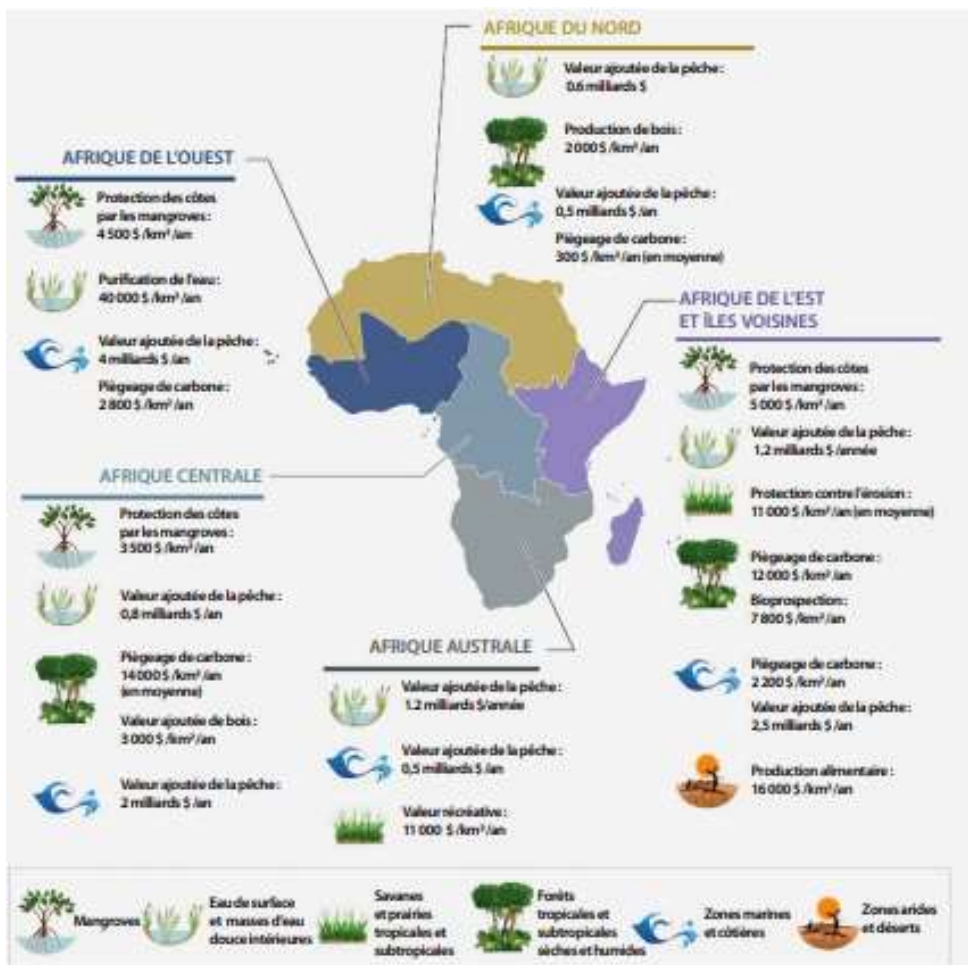 AFRIQUE DU NORD
Valeur ajoutée de la pêche :
0.6 milliards $
Production de bois :
2 000 $ /km²/an
Valeur ajoutée de la pêche :
0,5 milliards $ /an
Piégeage de carbone :
300 $ /km²/an (en moyenne)
AFRIQUE DE L'OUEST
Protection des côtes
par les mangroves :
4 500 $ /km² /an
Purification de l'eau :
40 000 $ /km² /an
Valeur ajoutée de la pêche :
4 milliards $ /an
Piégeage de carbone :
2 800 $ /km² /an
AFRIQUE DE L'EST
ET ÎLES VOISINES
Protection des côtes
par les mangroves :
5 000 $ /km² /an
Valeur ajoutée de la pêche :
1.2 milliards $ /année
Protection contre l'érosion :
11 000 $ /km² /an (en moyenne)
Piégeage de carbone :
12 000 $ /km² /an
Bioprospection :
7 800 $ /km² /an
Piégeage de carbone :
2 200 $ /km² /an
Valeur ajoutée de la pêche :
2,5 milliards $ /an
Production alimentaire :
16 000 $ /km² /an
AFRIQUE CENTRALE
Protection des côtes
par les mangroves :
3 500 $ /km² /an
Valeur ajoutée de la pêche :
0,8 milliards $ /an
Piégeage de carbone :
14 000 $ /km² /an
(en moyenne)
Valeur ajoutée de bois :
3 000 $ /km² /an
Valeur ajoutée de la pêche :
2 milliards $ /an
AFRIQUE AUSTRALE
Valeur ajoutée de la pêche :
1.2 milliards $/année
Valeur ajoutée de la pêche :
0,5 milliards $ /an
Valeur récréative :
11 000 $ /km² /an
Mangroves
Eau de surface
et masses d'eau
douce intérieures
Savanes
et prairies
tropicales et
subtropicales
Forêts
tropicales et
subtropicales
sèches et humides
Zones marines
et côtières
Zones arides
et déserts